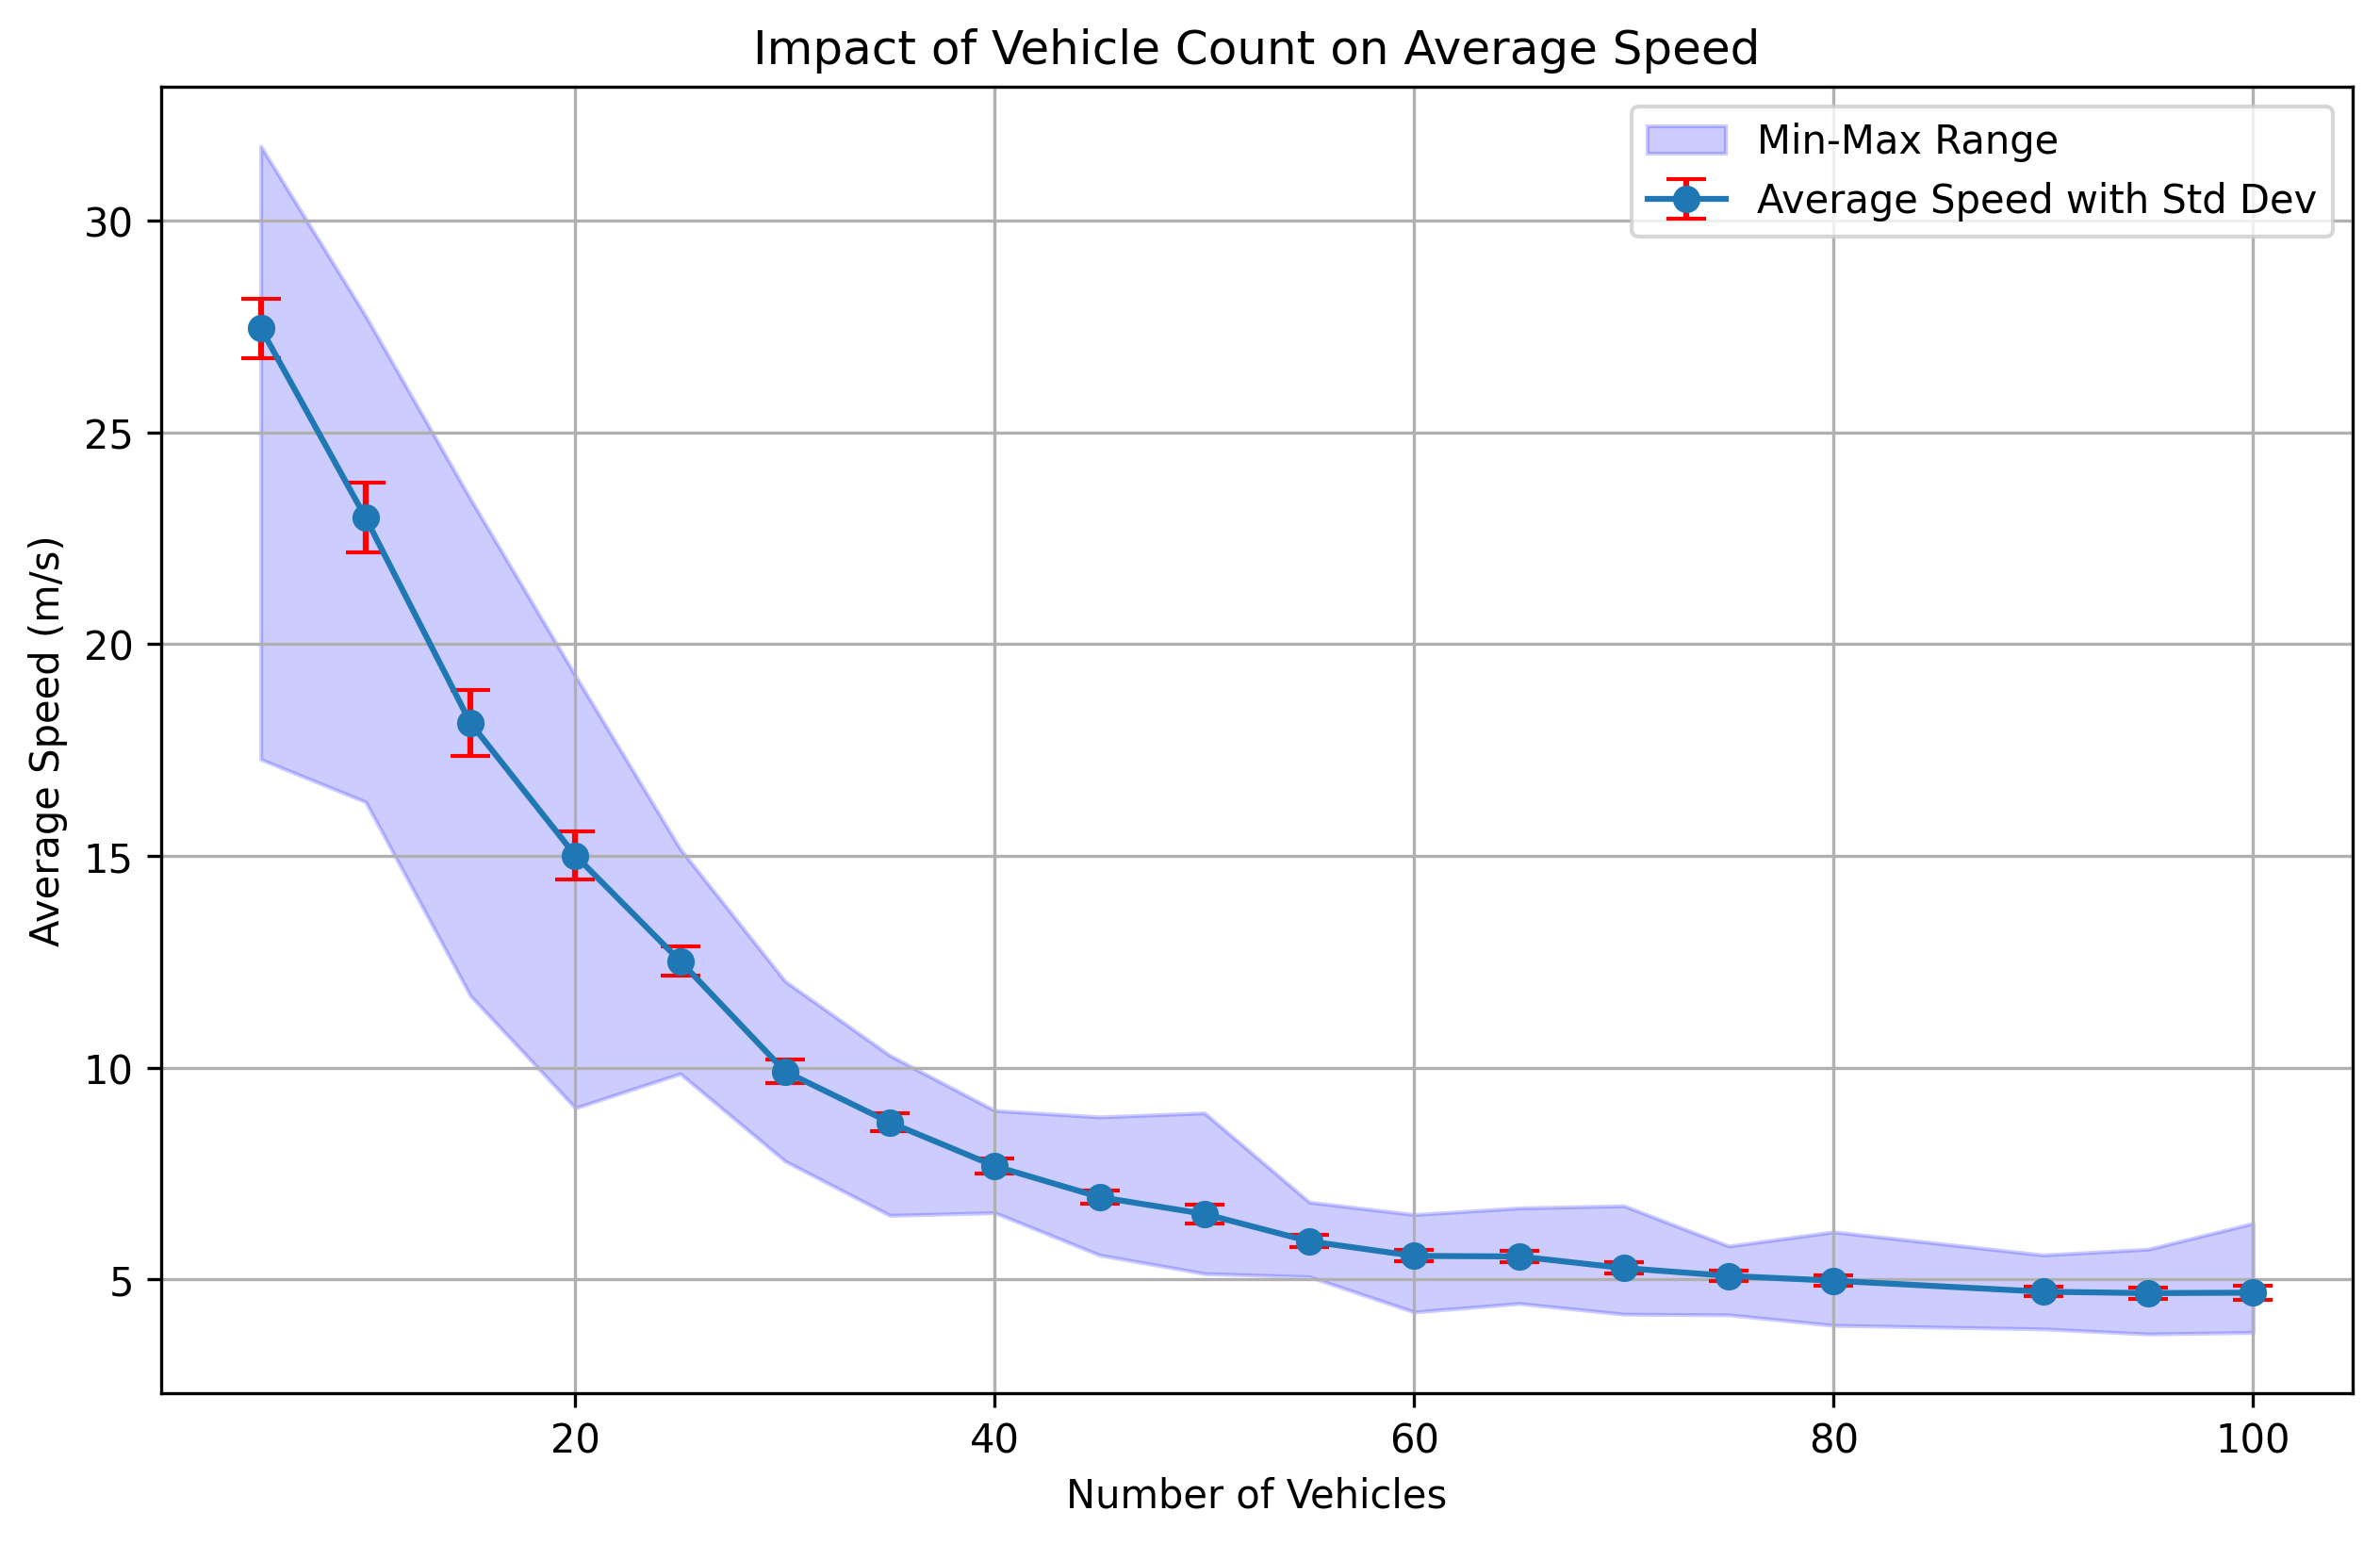 Impact of Vehicle Count on Average Speed
Min-Max Range
Average Speed with Std Dev
Average Speed (m/s)
30
25
20
15
10
5
20
40
60
80
100
Number of Vehicles